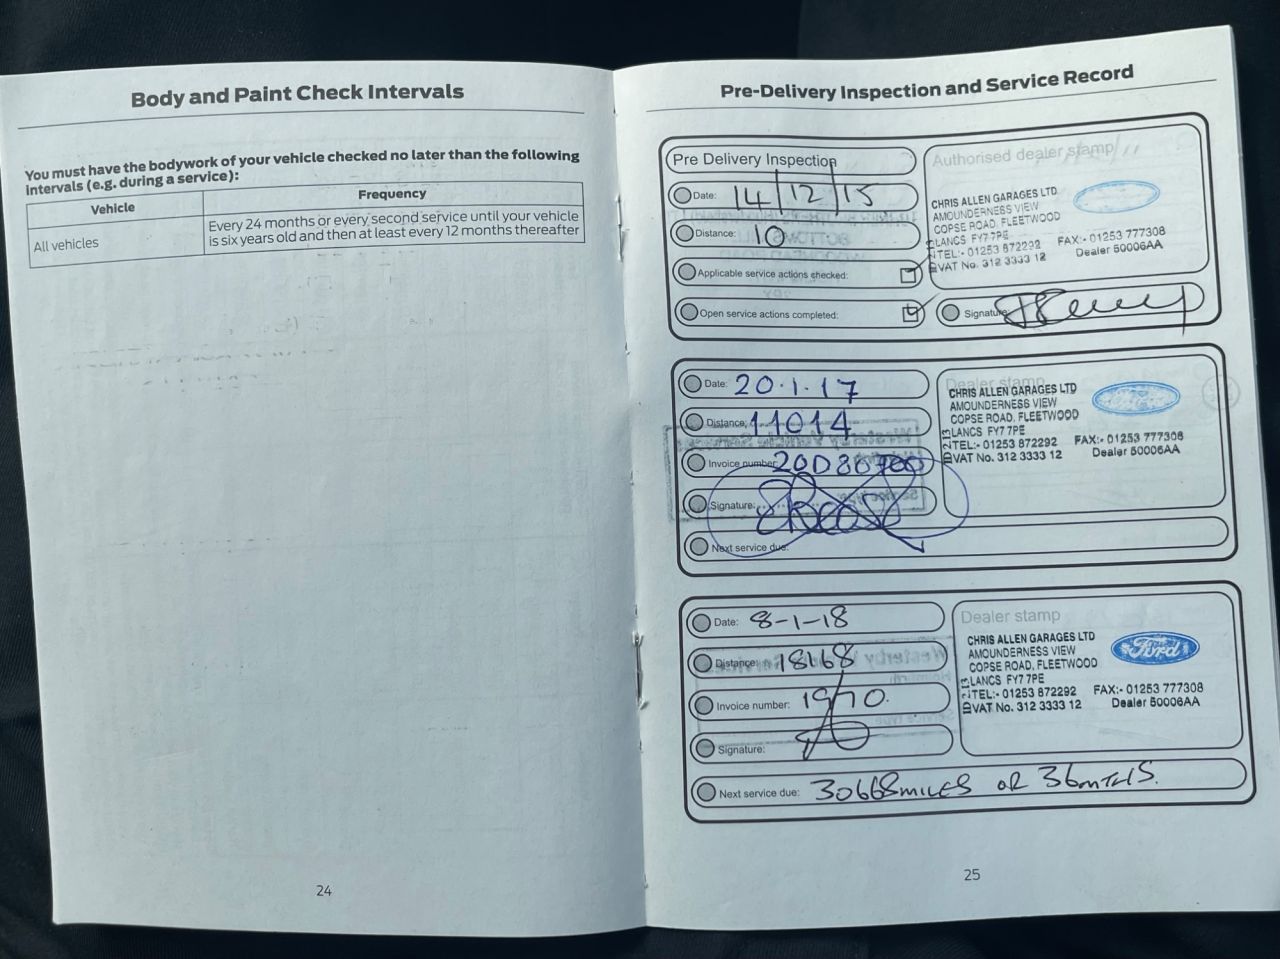 Body and Paint Check Intervals
You must have the bodywork of your vehicle checked no later than the following
intervals (e.g. during a service):
Vehicle Frequency
All vehicles Every 24 months or every second service until your vehicle
is six years old and then at least every 12 months thereafter
24
Pre-Delivery Inspection and Service Record
Pre Delivery Inspection
Date: 14/12/15
Distance: 10
Applicable service actions checked:
Open service actions completed:
Authorised dealer stamp
CHRIS ALLEN GARAGES LTD
AMOUNDERNESS VIEW
COPSE ROAD, FLEETWOOD
LANCS FY7 7PE
TEL:- 01253 872292 FAX:- 01253 777308
VAT No. 312 3333 12 Dealer 50006AA
Signature
Date: 20.1.17
Distance: 11014
Invoice number: 20D80700
Signature:
Next service due:
Dealer stamp
CHRIS ALLEN GARAGES LTD
AMOUNDERNESS VIEW
COPSE ROAD, FLEETWOOD
LANCS FY7 7PE
TEL:- 01253 872292 FAX:- 01253 777308
VAT No. 312 3333 12 Dealer 50006AA
Date: 8-1-18
Distance: 18168
Invoice number: 1970.
Signature:
Next service due: 30668 MILES OR 36 MTHS.
Dealer stamp
CHRIS ALLEN GARAGES LTD
AMOUNDERNESS VIEW
COPSE ROAD, FLEETWOOD
LANCS FY7 7PE
TEL:- 01253 872292 FAX:- 01253 777308
VAT No. 312 3333 12 Dealer 50006AA
Ford
25